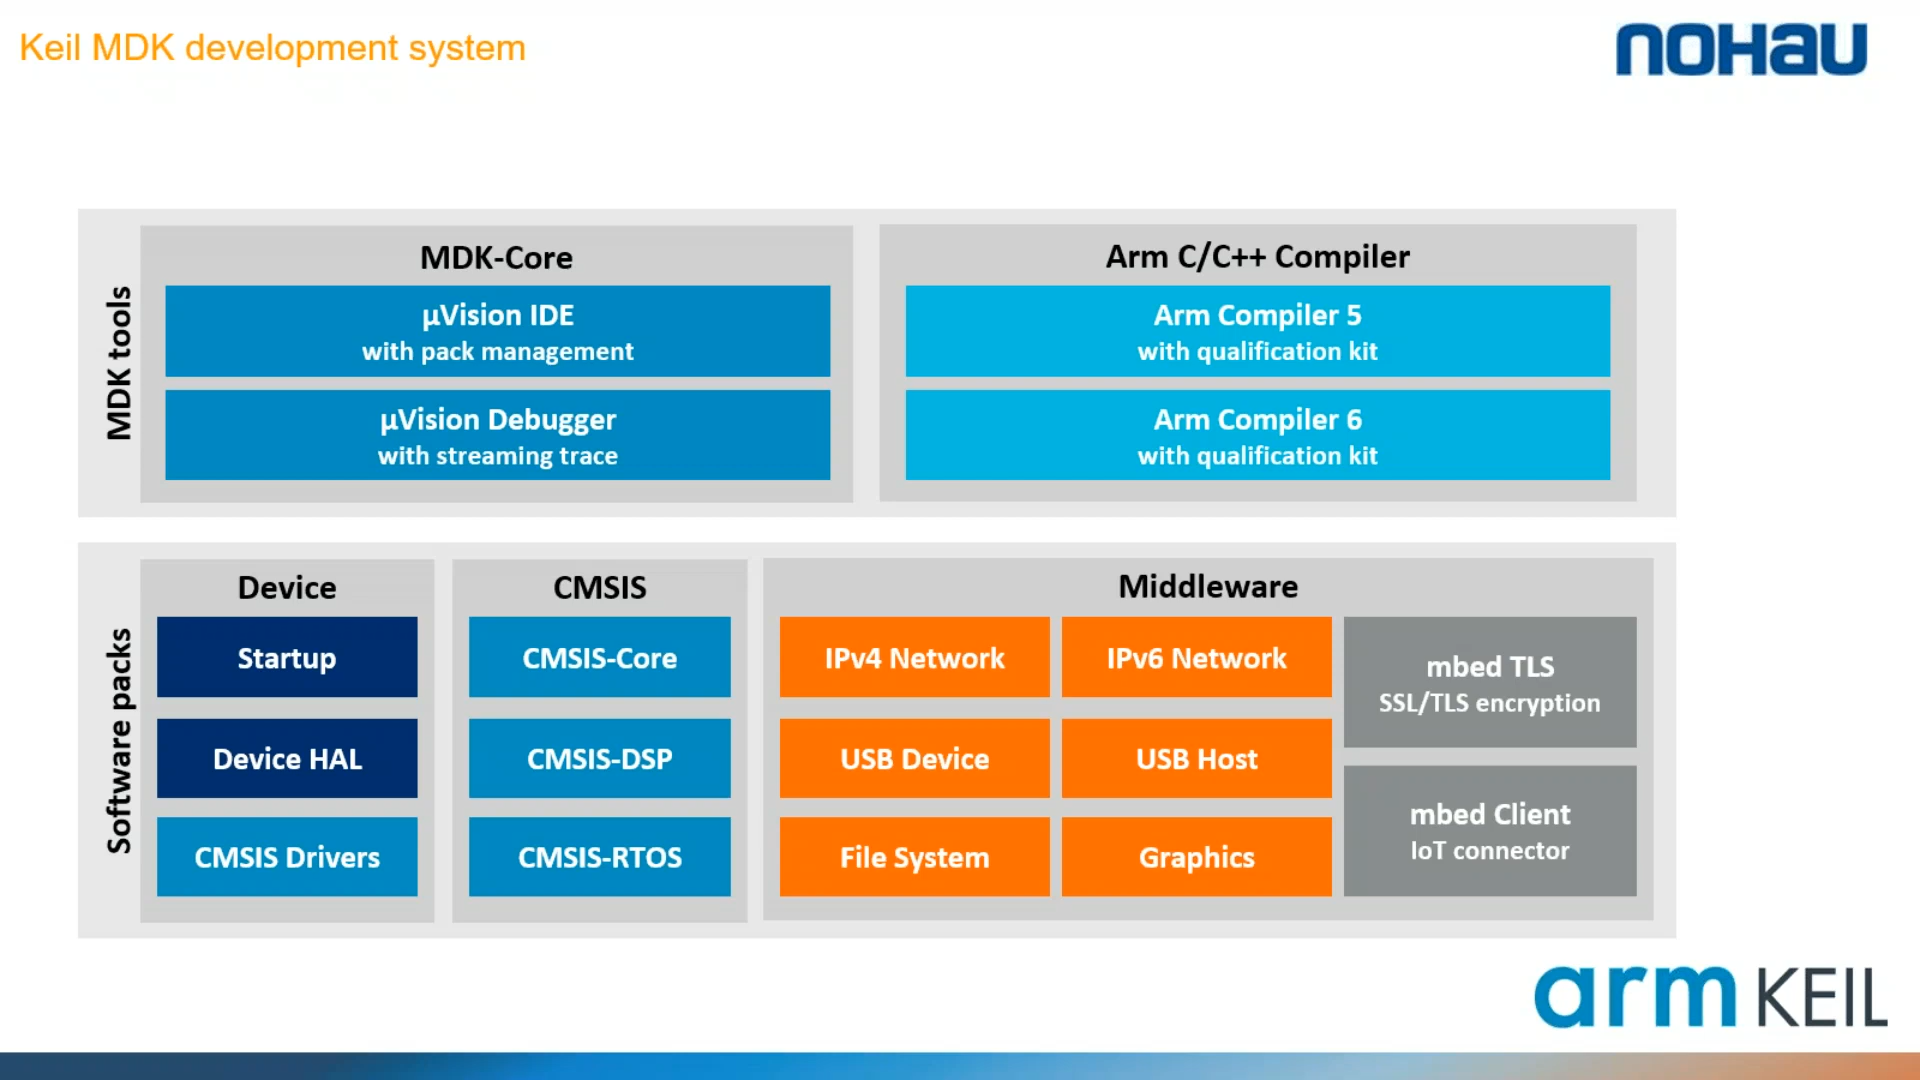 Keil MDK development system
NOHAU
MDK tools
MDK-Core
µVision IDE
with pack management
µVision Debugger
with streaming trace
Arm C/C++ Compiler
Arm Compiler 5
with qualification kit
Arm Compiler 6
with qualification kit
Software packs
Device
Startup
Device HAL
CMSIS Drivers
CMSIS
CMSIS-Core
CMSIS-DSP
CMSIS-RTOS
Middleware
IPv4 Network
IPv6 Network
USB Device
USB Host
File System
Graphics
mbed TLS
SSL/TLS encryption
mbed Client
IoT connector
arm KEIL